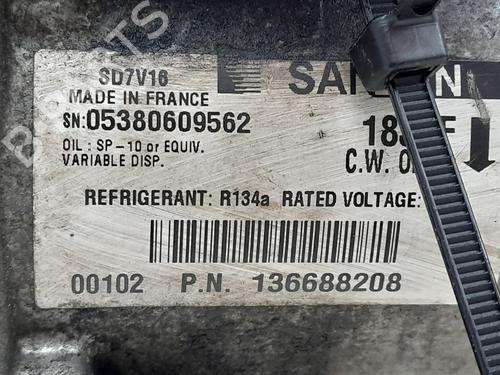 SD7V16
MADE IN FRANCE
SN:05380609562
OIL : SP-10 or EQUIV.
VARIABLE DISP.
C.W.
REFRIGERANT: R134a RATED VOLTAGE:
00102 P.N. 136688208